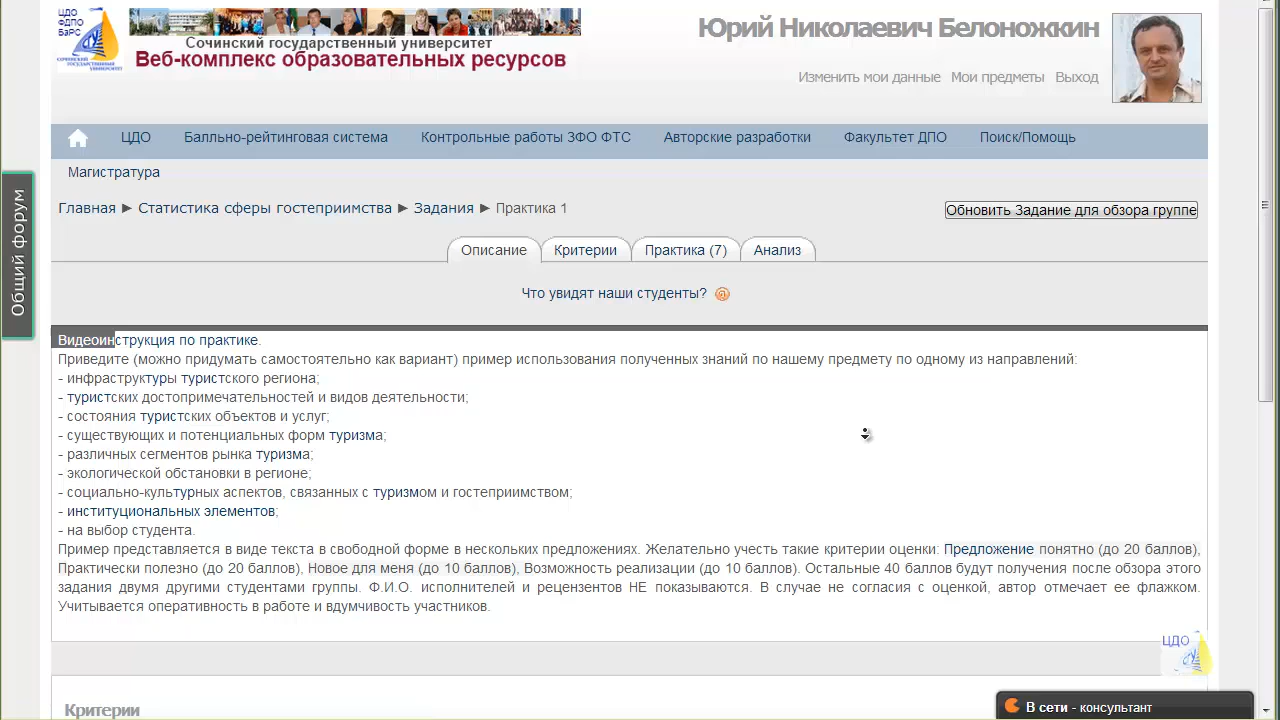 ЦДО
ФДПО
БаРС
СОЧИНСКИЙ
ГОСУДАРСТВЕННЫЙ
УНИВЕРСИТЕТ
Сочинский государственный университет
Веб-комплекс образовательных ресурсов
Юрий Николаевич Белоножкин
Изменить мои данные Мои предметы Выход
ЦДО Балльно-рейтинговая система Контрольные работы ЗФО ФТС Авторские разработки Факультет ДПО Поиск/Помощь
Магистратура
Общий форум
Главная ► Статистика сферы гостеприимства ► Задания ► Практика 1
Обновить Задание для обзора группе
Описание Критерии Практика (7) Анализ
Что увидят наши студенты?
Видеоинструкция по практике.
Приведите (можно придумать самостоятельно как вариант) пример использования полученных знаний по нашему предмету по одному из направлений:
- инфраструктуры туристского региона;
- туристских достопримечательностей и видов деятельности;
- состояния туристских объектов и услуг;
- существующих и потенциальных форм туризма;
- различных сегментов рынка туризма;
- экологической обстановки в регионе;
- социально-культурных аспектов, связанных с туризмом и гостеприимством;
- институциональных элементов;
- на выбор студента.
Пример представляется в виде текста в свободной форме в нескольких предложениях. Желательно учесть такие критерии оценки: Предложение понятно (до 20 баллов),
Практически полезно (до 20 баллов), Новое для меня (до 10 баллов), Возможность реализации (до 10 баллов). Остальные 40 баллов будут получения после обзора этого
задания двумя другими студентами группы. Ф.И.О. исполнителей и рецензентов НЕ показываются. В случае не согласия с оценкой, автор отмечает ее флажком.
Учитывается оперативность в работе и вдумчивость участников.
ЦДО
Критерии
В сети - консультант